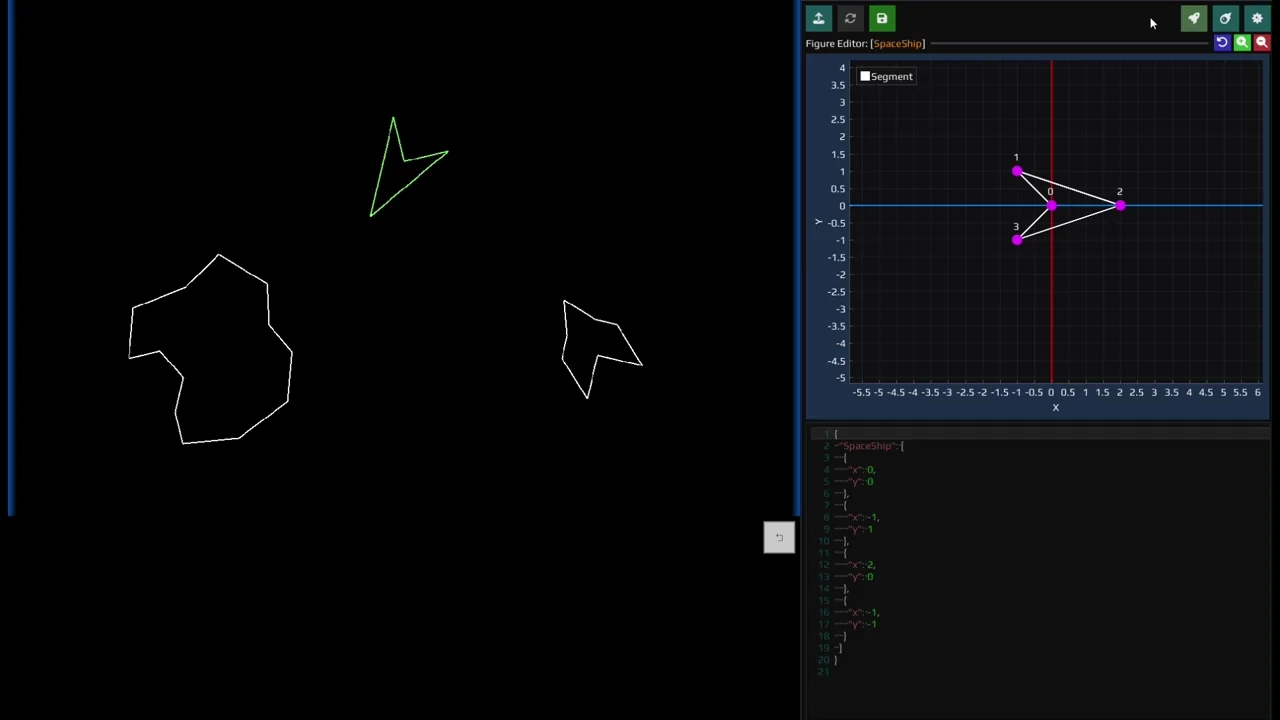 Figure Editor: [SpaceShip]
Segment
4
3.5
3
2.5
2
1.5
1
0.5
0
-0.5
-1
-1.5
-2
-2.5
-3
-3.5
-4
-4.5
-5
Y
1
0
2
3
-5.5 -5 -4.5 -4 -3.5 -3 -2.5 -2 -1.5 -1 -0.5 0 0.5 1 1.5 2 2.5 3 3.5 4 4.5 5 5.5 6
X
1 {
2 "SpaceShip": [
3 {
4 "x": 0,
5 "y": 0
6 },
7 {
8 "x": -1,
9 "y": 1
10 },
11 {
12 "x": 2,
13 "y": 0
14 },
15 {
16 "x": -1,
17 "y": -1
18 }
19 ]
20 }
21